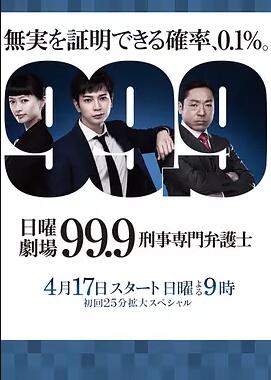 無実を証明できる確率、0.1%。
99.9
日曜劇場 99.9 刑事専門弁護士
4月17日スタート日曜よる9時
初回25分拡大スペシャル